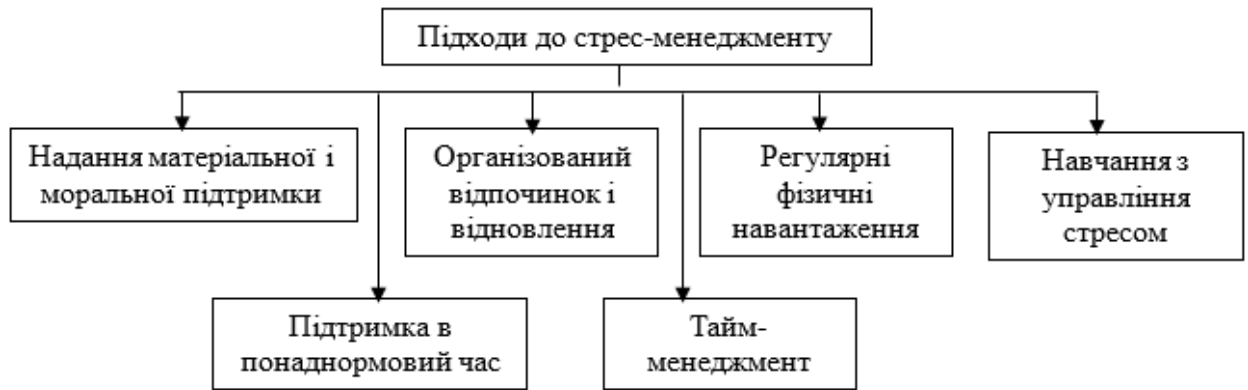 Підходи до стрес-менеджменту
Надання матеріальної і
моральної підтримки
Організований
відпочинок і
відновлення
Регулярні
фізичні
навантаження
Навчання з
управління
стресом
Підтримка в
понаднормовий час
Тайм-
менеджмент